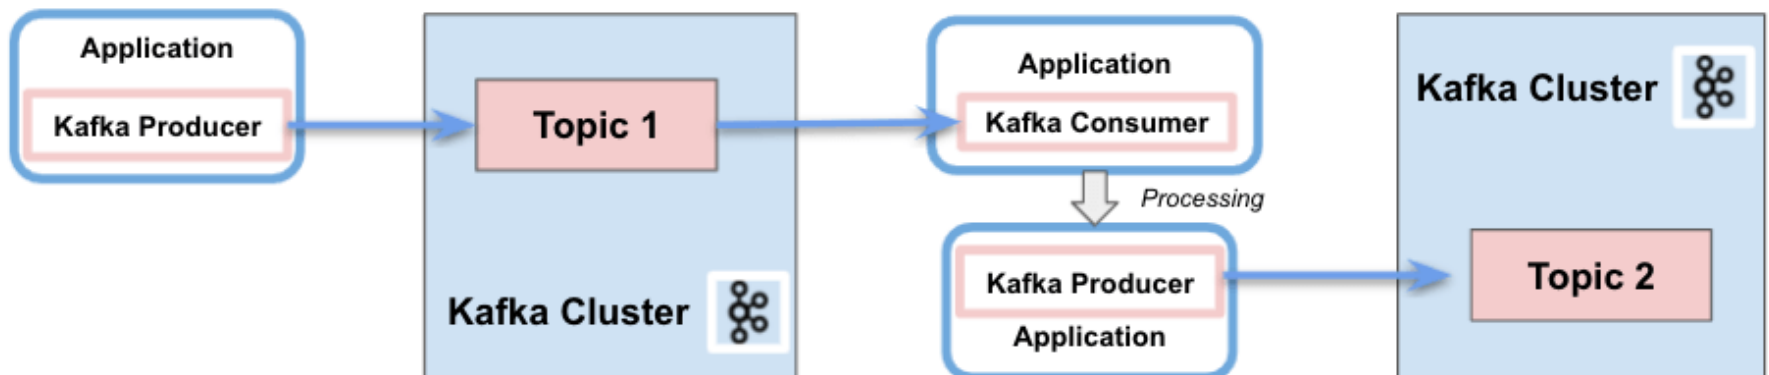 Application
Kafka Producer
Topic 1
Kafka Cluster
Application
Kafka Consumer
Processing
Kafka Producer
Application
Kafka Cluster
Topic 2